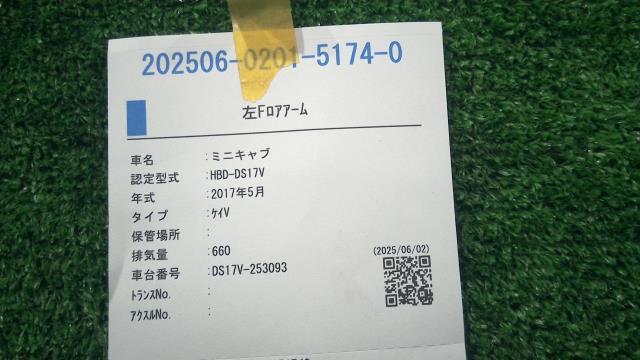 202506-0201-5174-0
左Fﾛｱｱｰﾑ
車名 :ミニキャブ
認定型式 :HBD-DS17V
年式 :2017年5月
タイプ :ｹｲV
保管場所 :
排気量 :660
(2025/06/02)
車台番号 :DS17V-253093
ﾄﾗﾝｽNo. :
ｱｸｽﾙNo. :